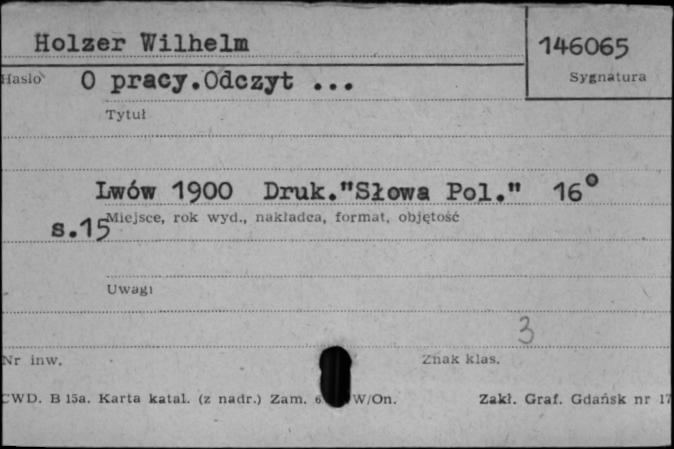 Holzer Wilhelm
146065
Hasło
O pracy.Odczyt ...
Sygnatura
Tytuł
Lwów 1900 Druk."Słowa Pol." 16°
Miejsce, rok wyd., nakładca, format, objętość
s.15
Uwagi
3
Nr inw.
Znak klas.
CWD. B 15a. Karta katal. (z nadr.) Zam. 6 W/On.
Zakł. Graf. Gdańsk nr 17